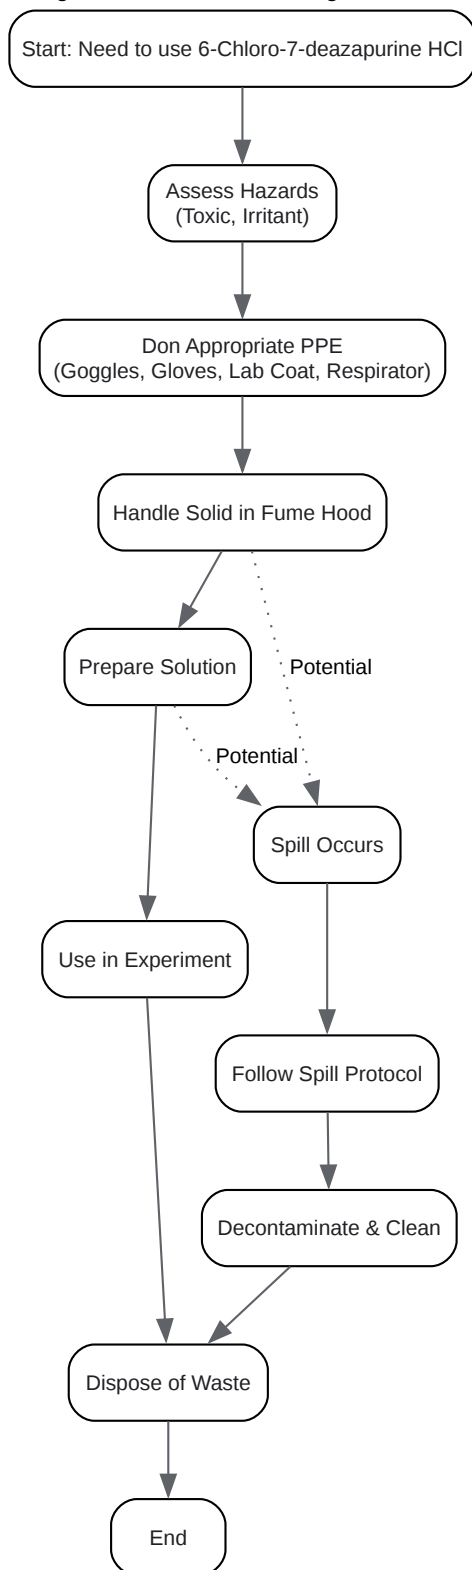 Start: Need to use 6-Chloro-7-deazapurine HCl
Assess Hazards
(Toxic, Irritant)
Don Appropriate PPE
(Goggles, Gloves, Lab Coat, Respirator)
Handle Solid in Fume Hood
Prepare Solution
Potential
Potential
Spill Occurs
Use in Experiment
Follow Spill Protocol
Decontaminate & Clean
Dispose of Waste
End